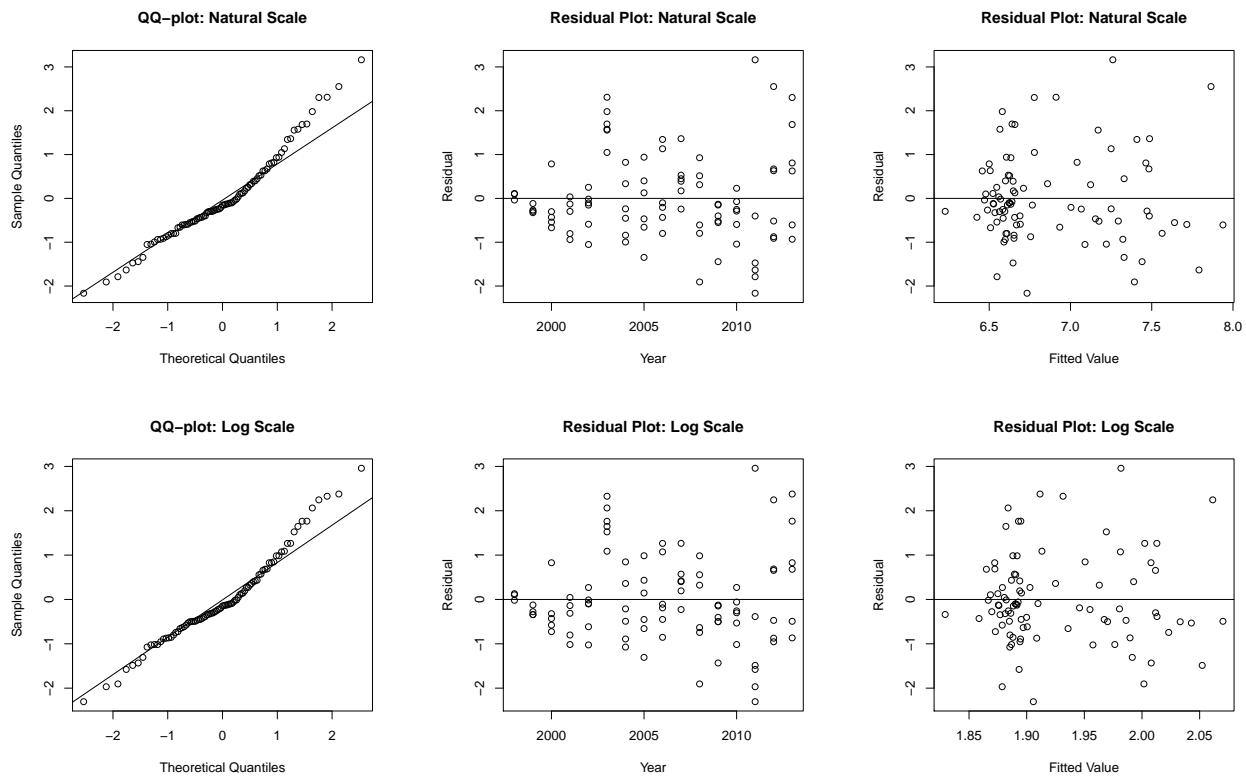 QQ−plot: Natural Scale
Sample Quantiles
3
2
1
0
−1
−2
−2 −1 0 1 2
Theoretical Quantiles
Residual Plot: Natural Scale
Residual
3
2
1
0
−1
−2
2000 2005 2010
Year
Residual Plot: Natural Scale
Residual
3
2
1
0
−1
−2
6.5 7.0 7.5 8.0
Fitted Value
QQ−plot: Log Scale
Sample Quantiles
3
2
1
0
−1
−2
−2 −1 0 1 2
Theoretical Quantiles
Residual Plot: Log Scale
Residual
3
2
1
0
−1
−2
2000 2005 2010
Year
Residual Plot: Log Scale
Residual
3
2
1
0
−1
−2
1.85 1.90 1.95 2.00 2.05
Fitted Value